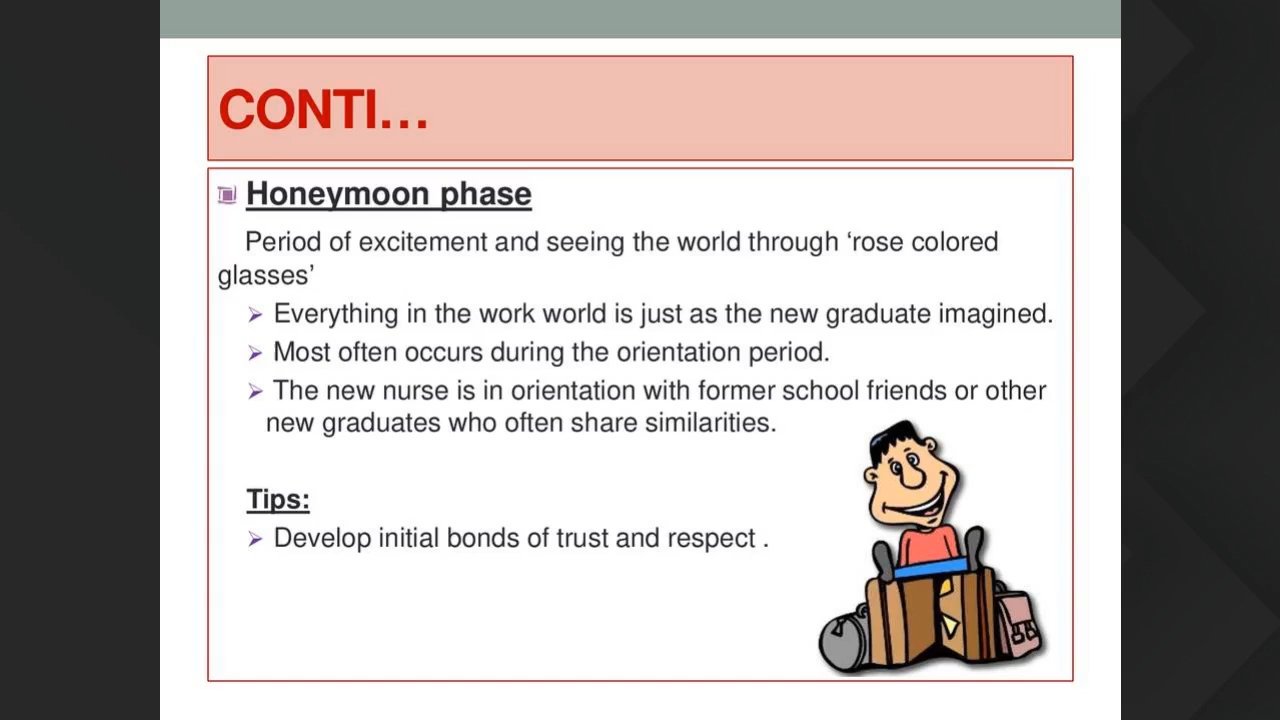 CONTI…
Honeymoon phase
Period of excitement and seeing the world through ‘rose colored
glasses’
Everything in the work world is just as the new graduate imagined.
Most often occurs during the orientation period.
The new nurse is in orientation with former school friends or other
new graduates who often share similarities.
Tips:
Develop initial bonds of trust and respect .